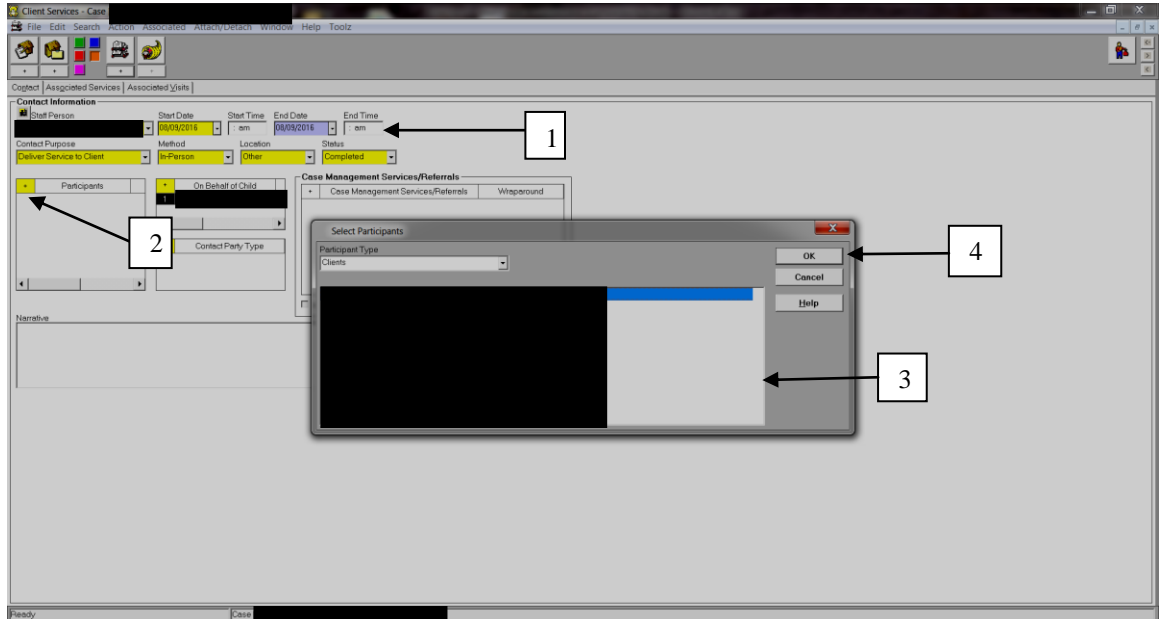 Client Services - Case
File Edit Search Action Associated Attach/Detach Window Help Toolz
+ + + +
Contact Associated Services Associated Visits
Contact Information
Staff Person Start Date Start Time End Date End Time
08/09/2016 : am 08/09/2016 : am
1
Contact Purpose Method Location Status
Deliver Service to Client In-Person Other Completed
Case Management Services/Referrals
+ Participants + On Behalf of Child + Case Management Services/Referrals Wraparound
1
2
Contact Party Type
Select Participants
Participant Type
Clients
OK
4
Cancel
Help
Narrative
3
Ready Case